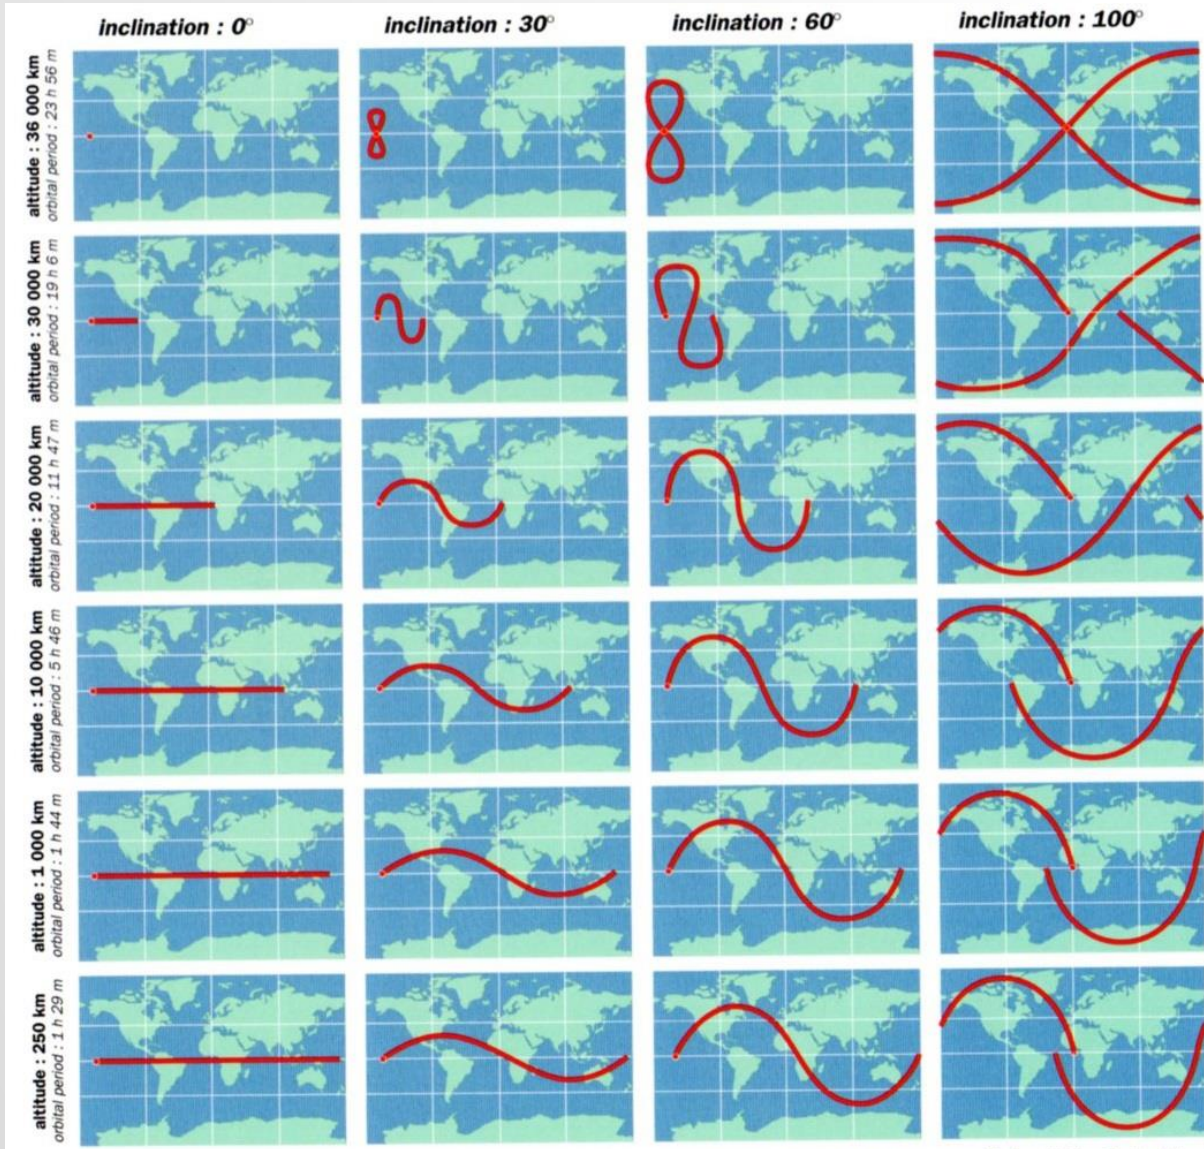 inclination : 0°
inclination : 30°
inclination : 60°
inclination : 100°
altitude : 36 000 km
orbital period : 23 h 56 m
altitude : 30 000 km
orbital period : 19 h 6 m
altitude : 20 000 km
orbital period : 11 h 47 m
altitude : 10 000 km
orbital period : 5 h 46 m
altitude : 1 000 km
orbital period : 1 h 44 m
altitude : 250 km
orbital period : 1 h 29 m